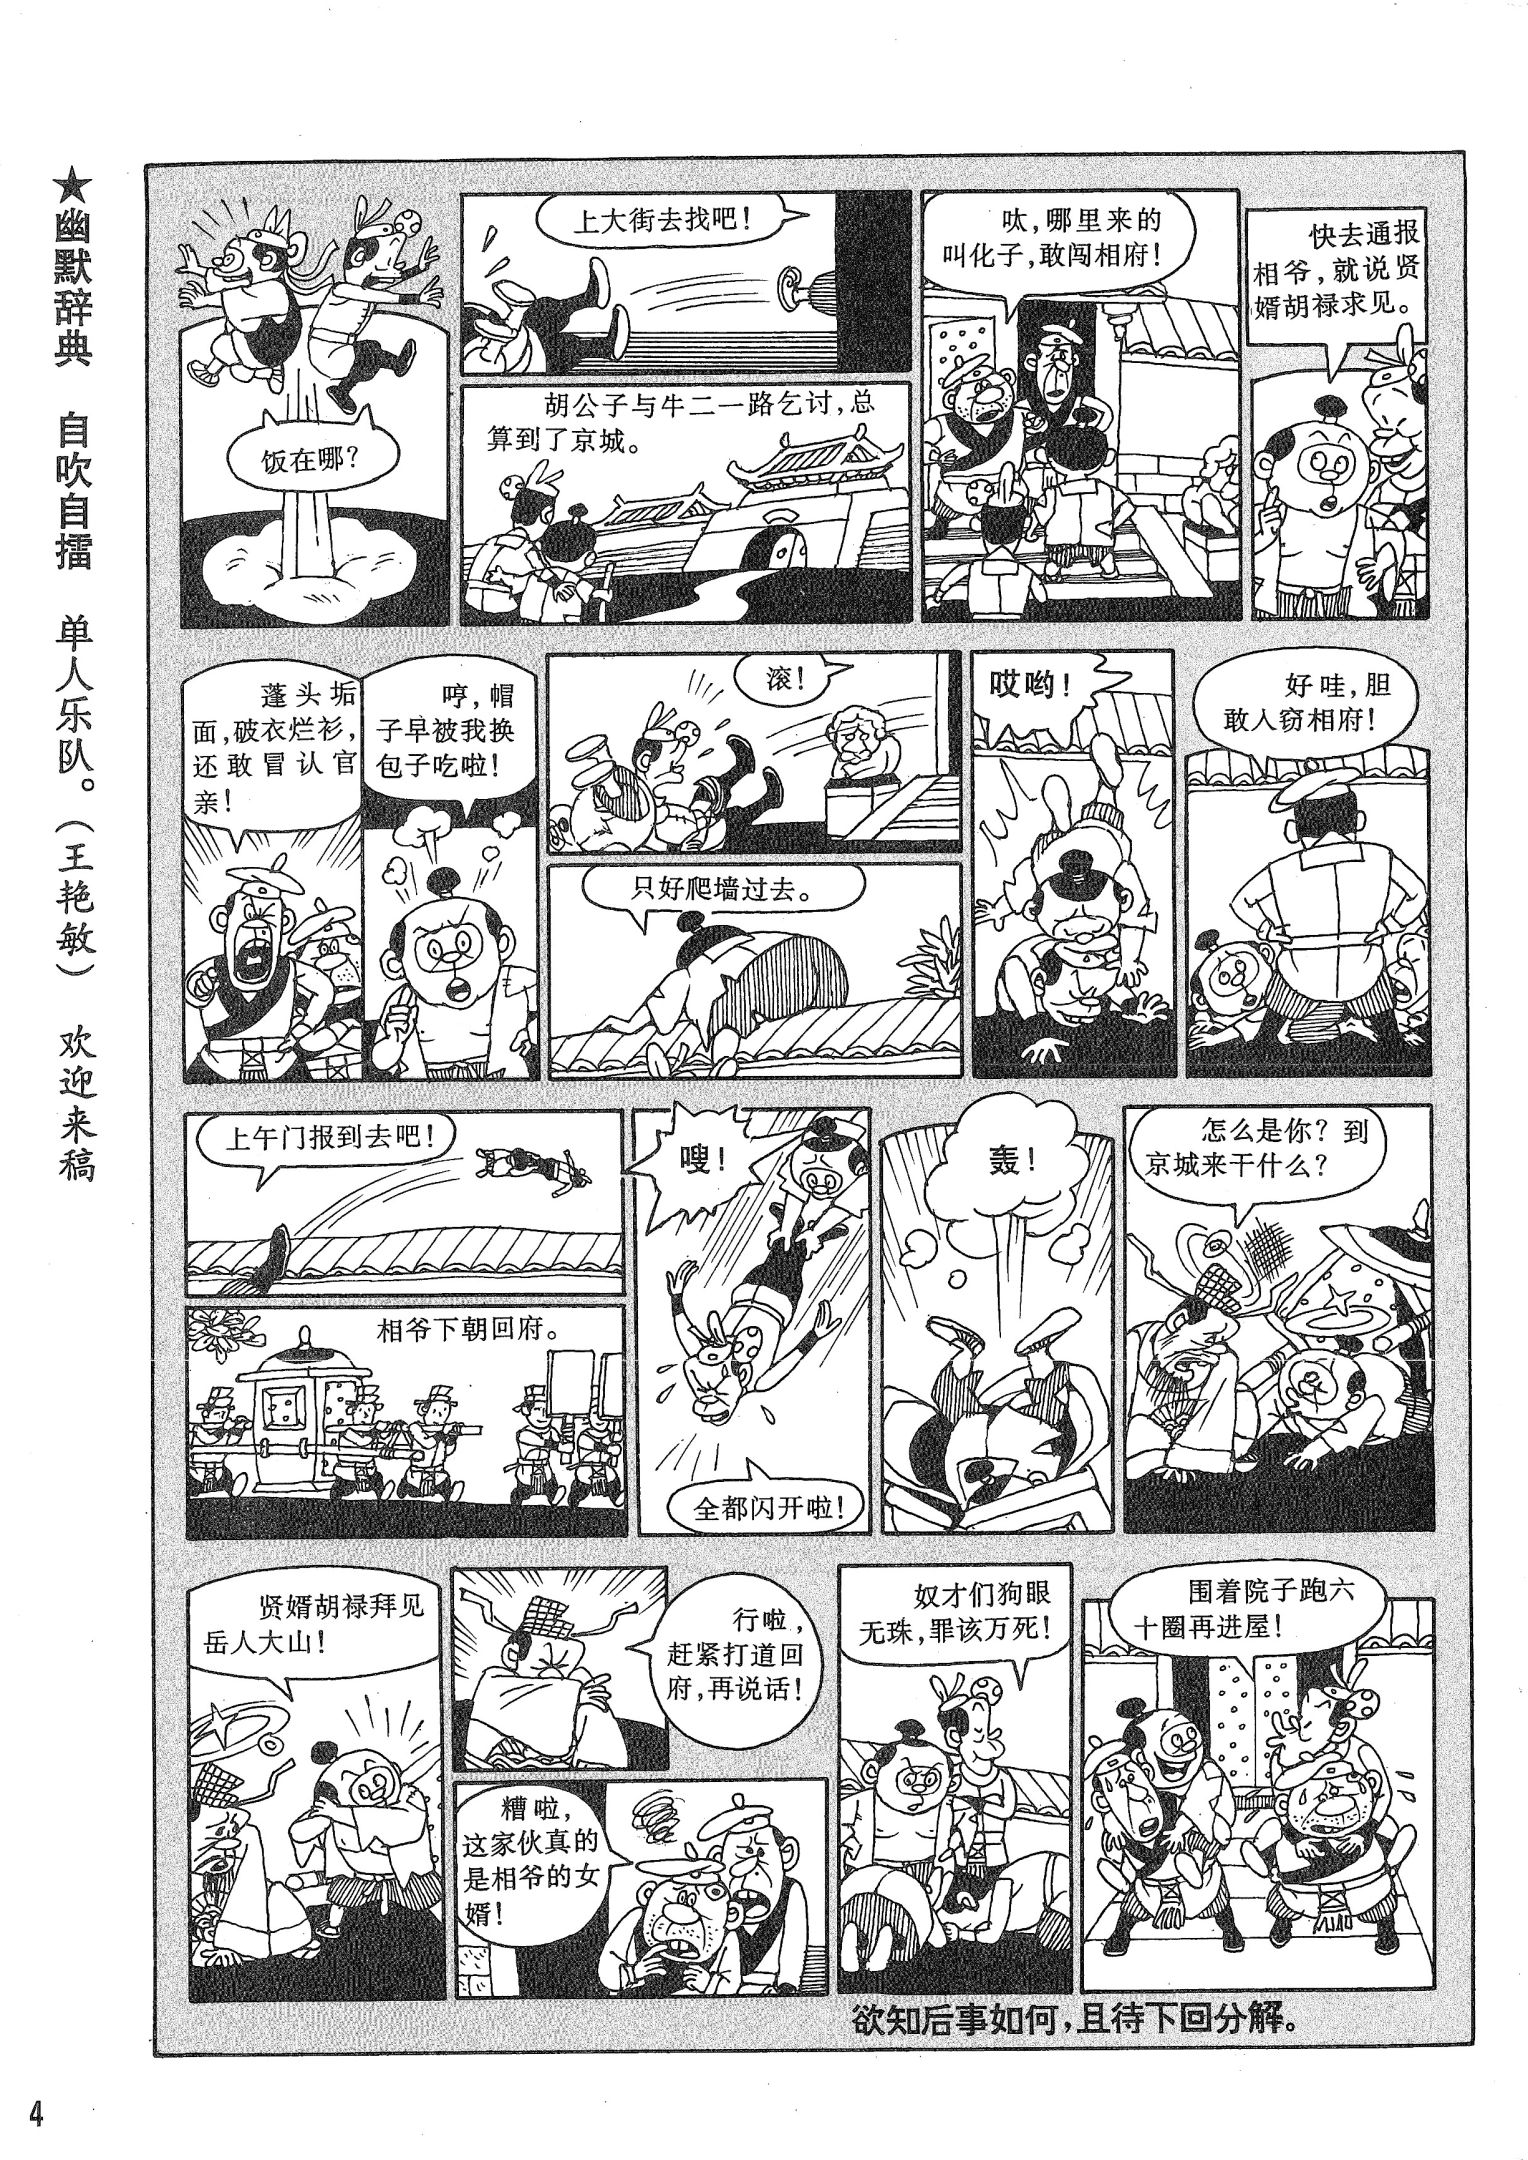 ★幽默辞典 自吹自擂 单人乐队。(王艳敏) 欢迎来稿
饭在哪?
上大街去找吧!
胡公子与牛二一路乞讨,总
算到了京城。
呔,哪里来的
叫化子,敢闯相府!
快去通报
相爷,就说贤
婿胡禄求见。
蓬头垢
面,破衣烂衫,
还敢冒认官
亲!
哼,帽
子早被我换
包子吃啦!
滚!
只好爬墙过去。
哎哟!
好哇,胆
敢人窃相府!
上午门报到去吧!
相爷下朝回府。
嗖!
全都闪开啦!
轰!
怎么是你?到
京城来干什么?
贤婿胡禄拜见
岳人大山!
行啦,
赶紧打道回
府,再说话!
糟啦,
这家伙真的
是相爷的女
婿!
奴才们狗眼
无珠,罪该万死!
围着院子跑六
十圈再进屋!
欲知后事如何,且待下回分解。
4